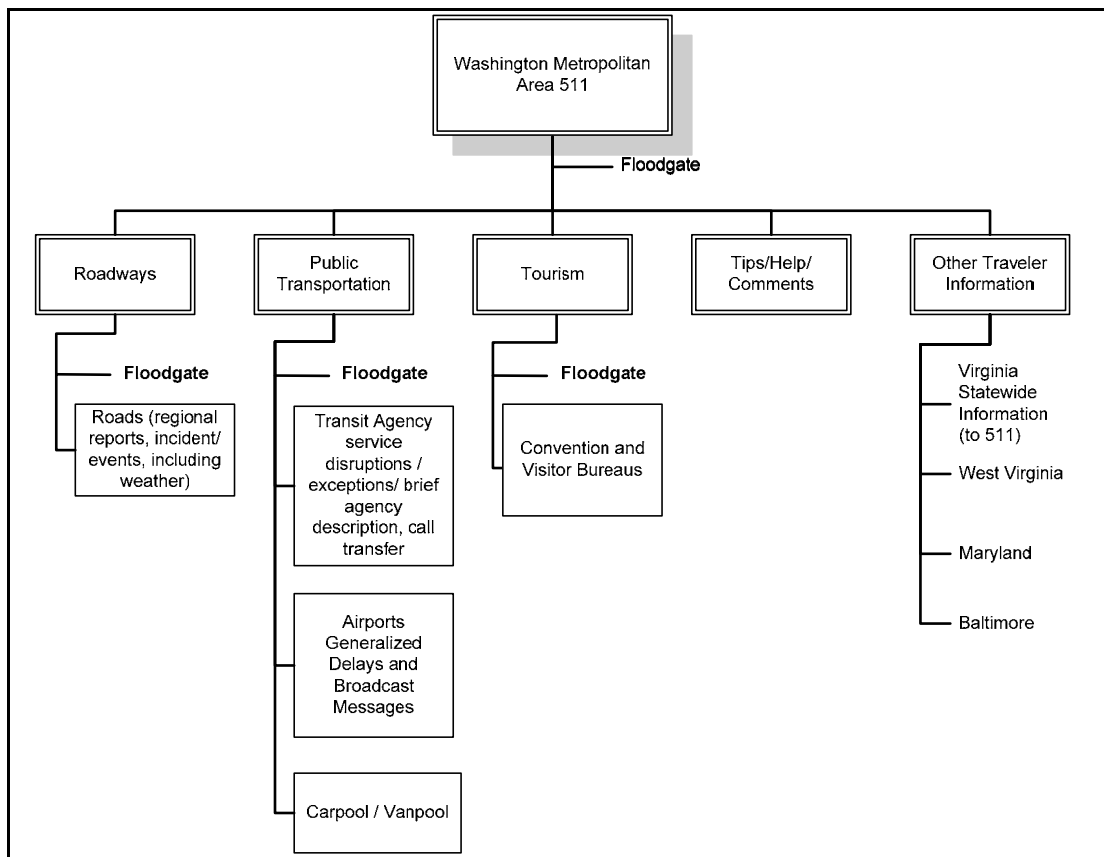 Washington Metropolitan
Area 511
Floodgate
Roadways
Public
Transportation
Tourism
Tips/Help/
Comments
Other Traveler
Information
Floodgate
Roads (regional
reports, incident/
events, including
weather)
Floodgate
Transit Agency
service
disruptions /
exceptions/ brief
agency
description, call
transfer
Airports
Generalized
Delays and
Broadcast
Messages
Carpool / Vanpool
Floodgate
Convention and
Visitor Bureaus
Virginia
Statewide
Information
(to 511)
West Virginia
Maryland
Baltimore